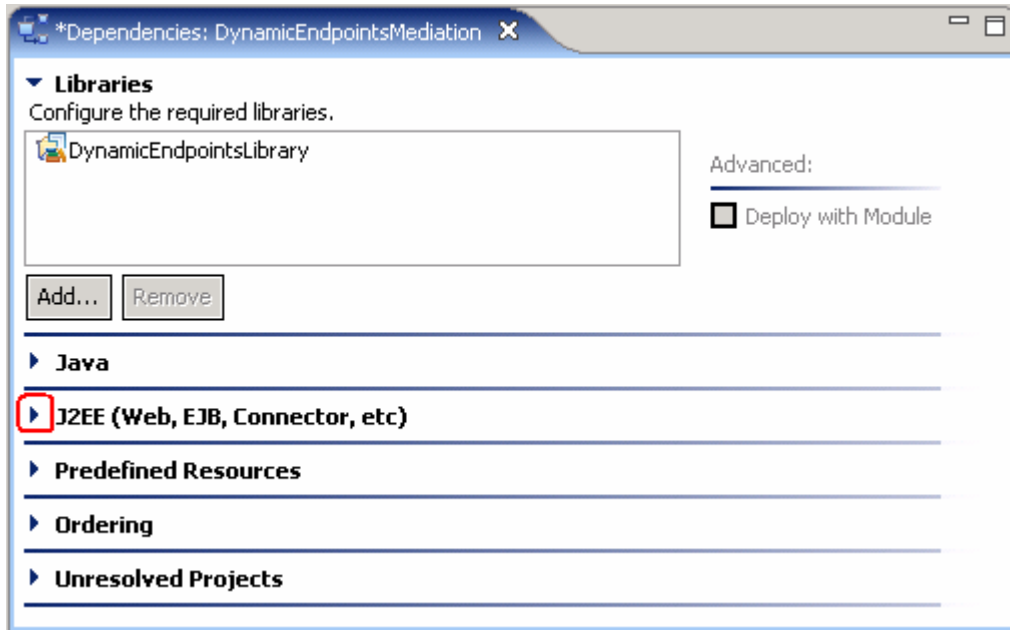 *Dependencies: DynamicEndpointsMediation
Libraries
Configure the required libraries.
DynamicEndpointsLibrary
Advanced:
Deploy with Module
Add... Remove
Java
J2EE (Web, EJB, Connector, etc)
Predefined Resources
Ordering
Unresolved Projects